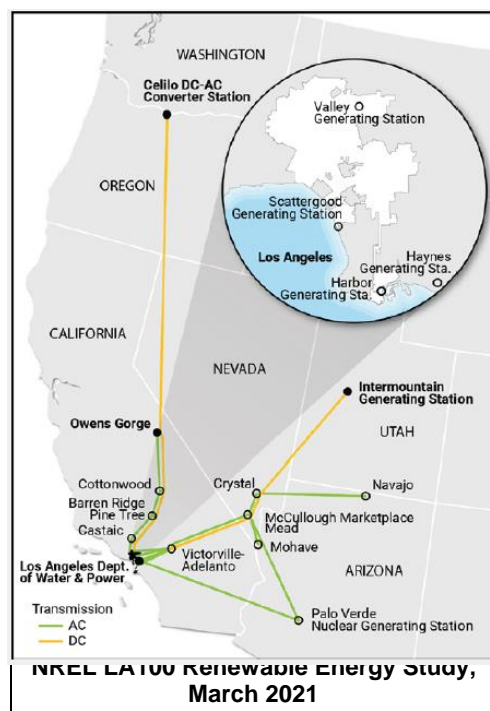 WASHINGTON
Celilo DC-AC
Converter Station
OREGON
Valley
Generating Station
Scattergood
Generating Station
Los Angeles
Haynes
Generating Sta.
Harbor
Generating Sta.
CALIFORNIA
NEVADA
Intermountain
Generating Station
UTAH
Owens Gorge
Cottonwood
Crystal
Navajo
Barren Ridge
Pine Tree
McCullough Marketplace
Mead
Castaic
Mohave
Victorville-
Adelanto
Los Angeles Dept.
of Water & Power
ARIZONA
Palo Verde
Nuclear Generating Station
Transmission
AC
DC
NREL LA100 Renewable Energy Study,
March 2021